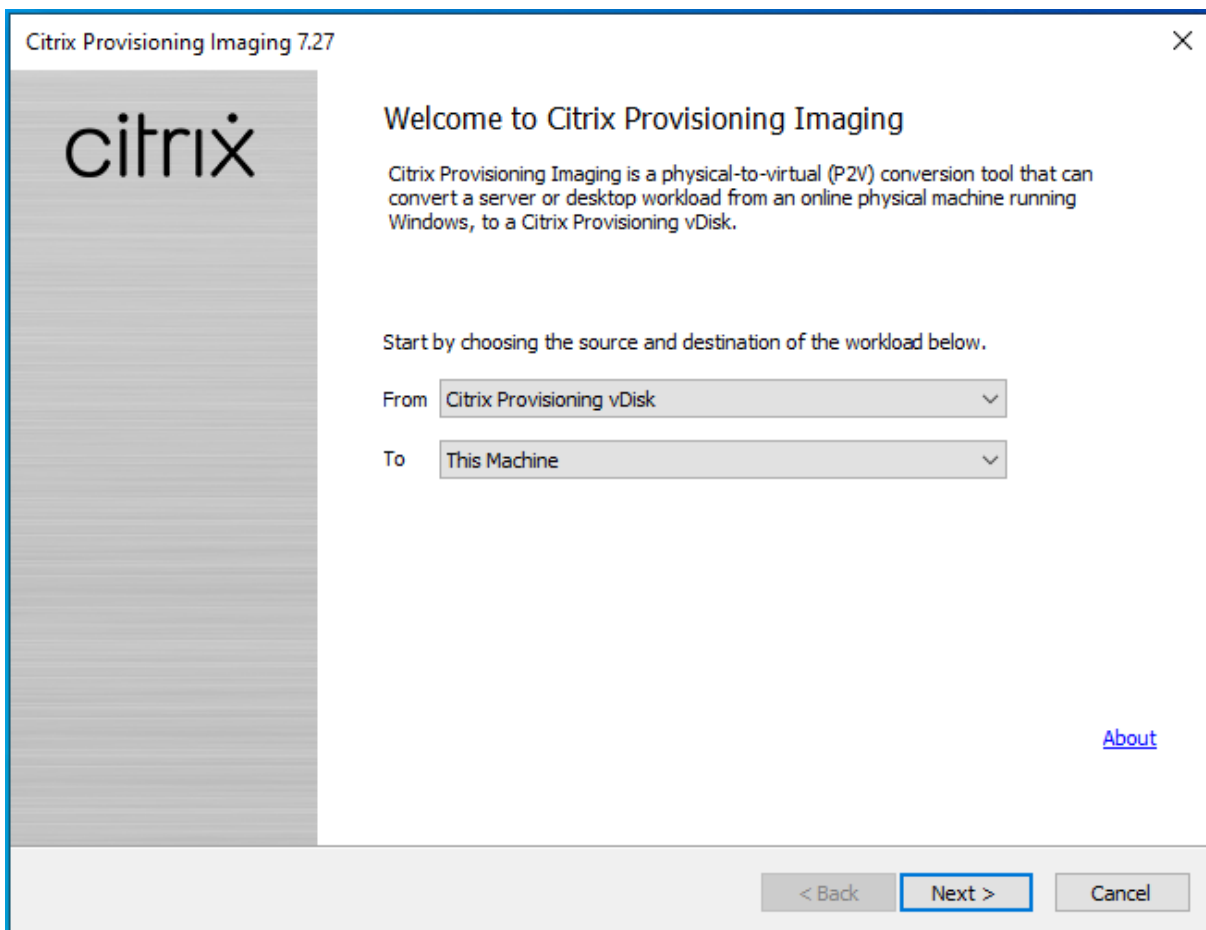 Citrix Provisioning Imaging 7.27
citrix
Welcome to Citrix Provisioning Imaging
Citrix Provisioning Imaging is a physical-to-virtual (P2V) conversion tool that can
convert a server or desktop workload from an online physical machine running
Windows, to a Citrix Provisioning vDisk.
Start by choosing the source and destination of the workload below.
From Citrix Provisioning vDisk
To This Machine
About
< Back Next > Cancel